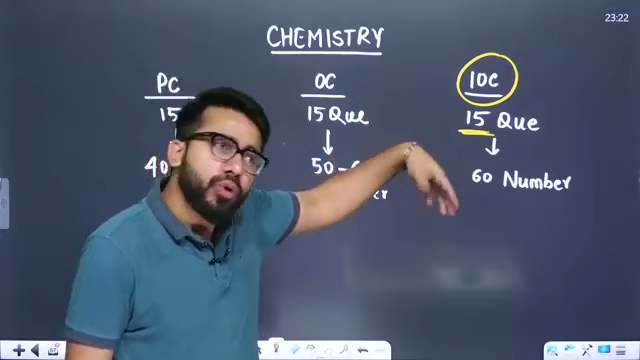 23:22
CHEMISTRY
PC OC IOC
15 15 Que 15 Que
↓ ↓
40 50 - 60 Number